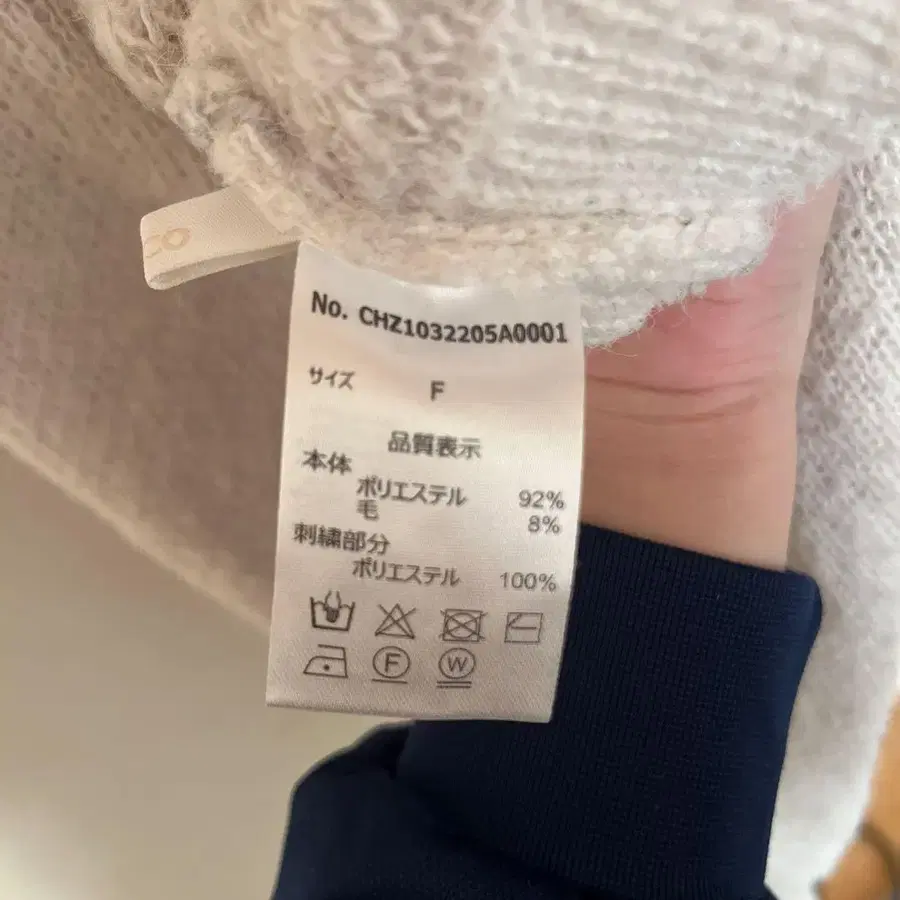 No. CHZ1032205A0001
サイズ F
品質表示
本体
ポリエステル 92%
毛 8%
刺繍部分
ポリエステル 100%
F W